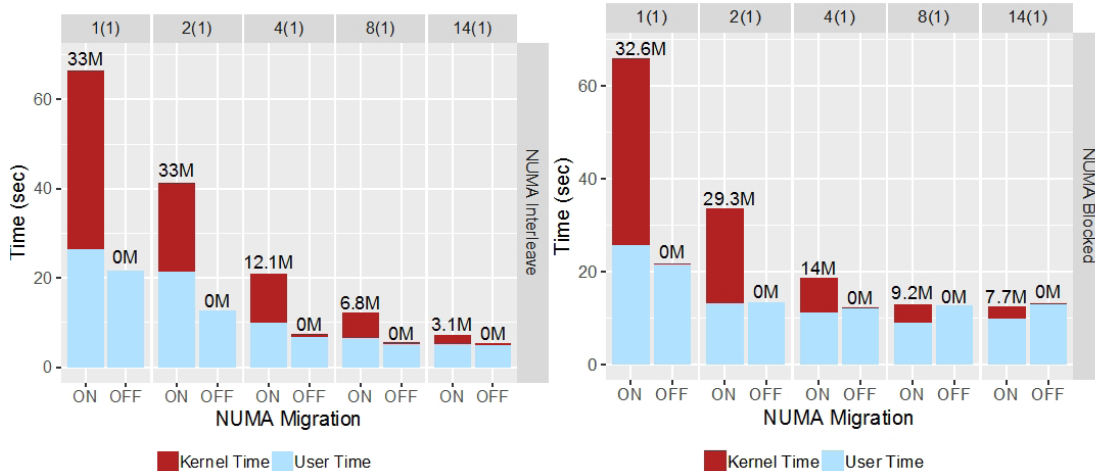 1(1) 2(1) 4(1) 8(1) 14(1)
33M
60
33M
40
Time (sec)
NUMA Interleave
12.1M
20
0M
0M
6.8M
0M
0M
3.1M
0M
0
ON OFF ON OFF ON OFF ON OFF ON OFF
NUMA Migration
Kernel Time User Time
1(1) 2(1) 4(1) 8(1) 14(1)
32.6M
60
29.3M
40
Time (sec)
NUMA Blocked
0M
14M
20
0M
0M
9.2M
0M
7.7M
0M
0
ON OFF ON OFF ON OFF ON OFF ON OFF
NUMA Migration
Kernel Time User Time